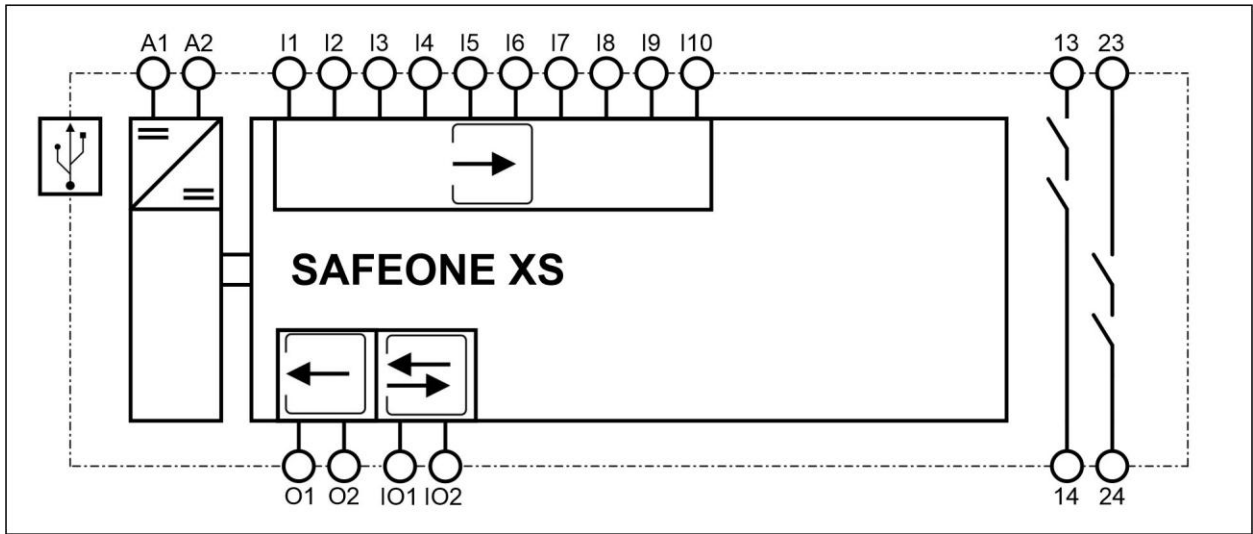 A1 A2 I1 I2 I3 I4 I5 I6 I7 I8 I9 I10 13 23
SAFEONE XS
O1 O2 IO1 IO2 14 24